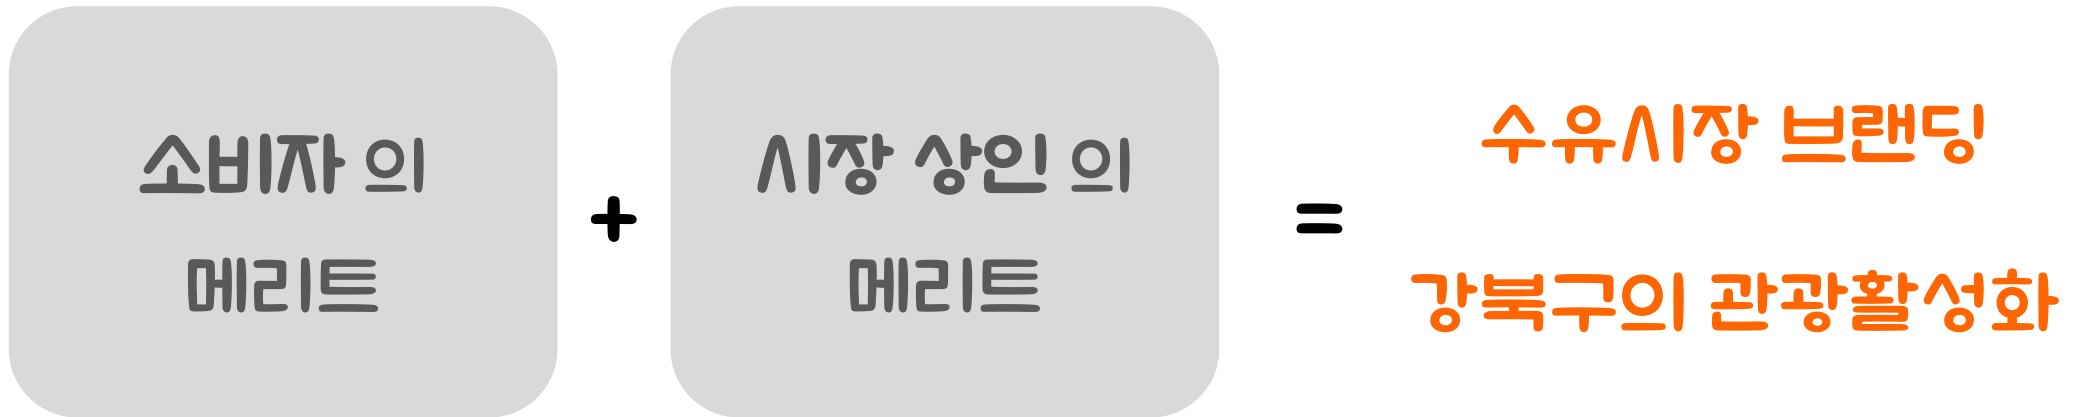 소비자 의
메리트
+
시장 상인 의
메리트
=
수유시장 브랜딩
강북구의 관광활성화